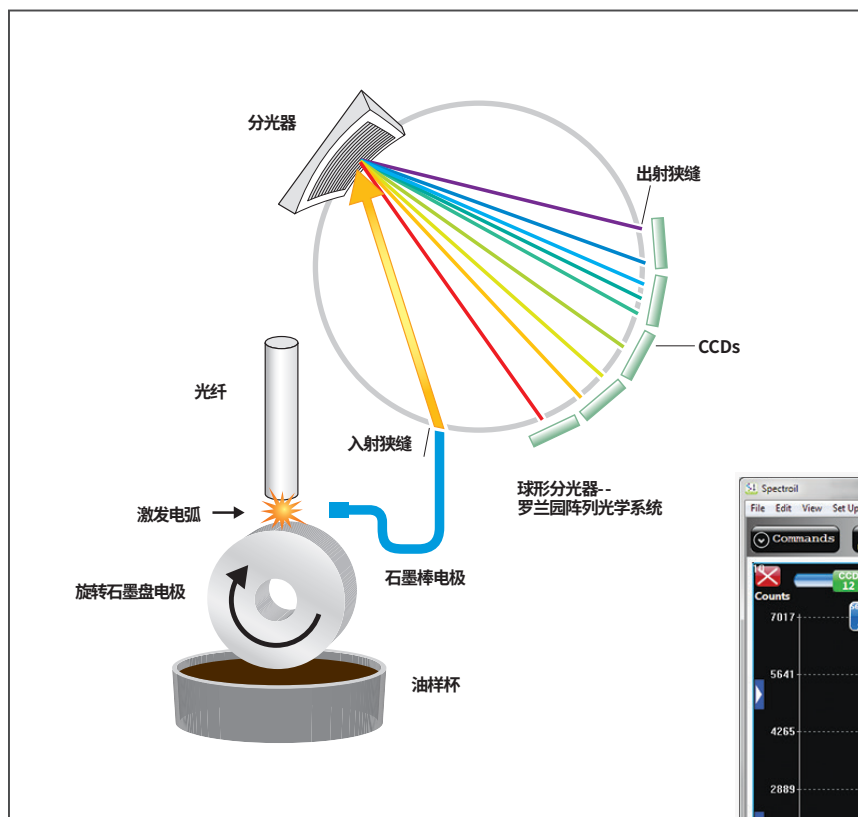 分光器
出射狭缝
CCDs
光纤
入射狭缝
球形分光器--
罗兰园阵列光学系统
激发电弧
石墨棒电极
旋转石墨盘电极
油样杯
Spectroil
File Edit View Set Up
Commands
10
CCD
12
Counts
7017
5641
4265
2889